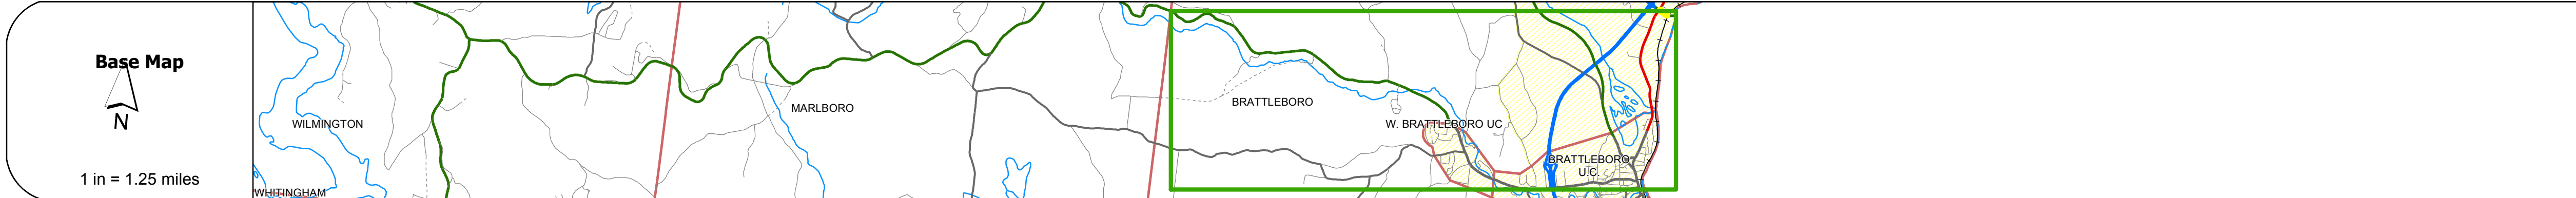 Base Map
N
1 in = 1.25 miles
WILMINGTON
WHITINGHAM
MARLBORO
BRATTLEBORO
W. BRATTLEBORO UC
BRATTLEBORO
U.C.